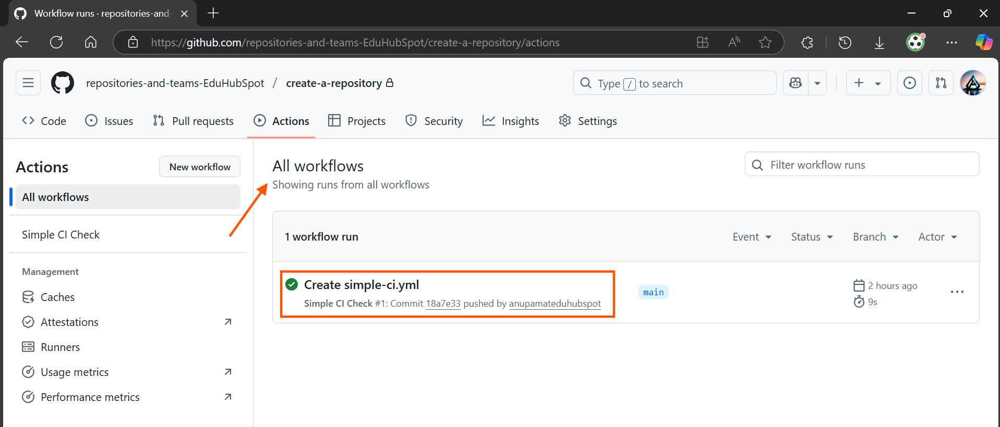 Workflow runs · repositories-and-
https://github.com/repositories-and-teams-EduHubSpot/create-a-repository/actions
repositories-and-teams-EduHubSpot / create-a-repository
Type / to search
Code
Issues
Pull requests
Actions
Projects
Security
Insights
Settings
Actions
New workflow
All workflows
Simple CI Check
Management
Caches
Attestations
Runners
Usage metrics
Performance metrics
All workflows
Showing runs from all workflows
Filter workflow runs
1 workflow run
Event
Status
Branch
Actor
Create simple-ci.yml
Simple CI Check #1: Commit 18a7e33 pushed by anupamateduhubspot
main
2 hours ago
9s